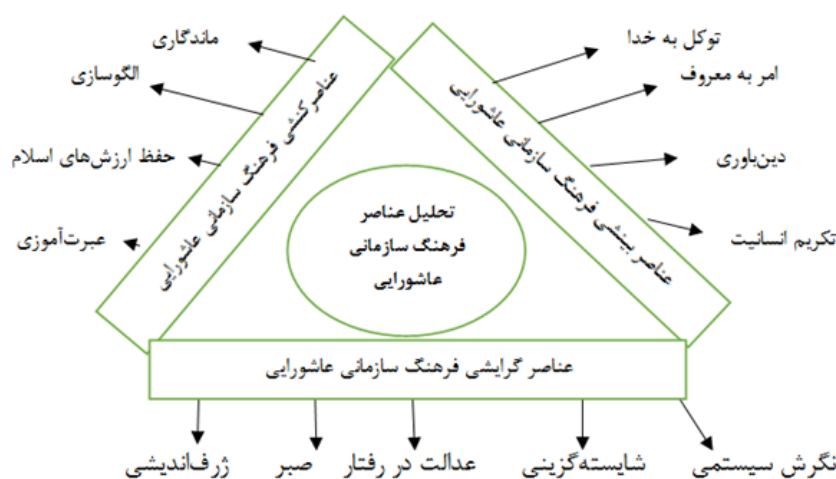 توکل به خدا
امر به معروف
دین‌باوری
تکریم انسانیت
عناصر بینشی فرهنگ سازمانی عاشورایی
ماندگاری
الگوسازی
حفظ ارزش‌های اسلام
عبرت‌آموزی
عناصر کنشی فرهنگ سازمانی عاشورایی
تحلیل عناصر
فرهنگ سازمانی
عاشورایی
عناصر گرایشی فرهنگ سازمانی عاشورایی
نگرش سیستمی
شایسته‌گزینی
عدالت در رفتار
صبر
ژرف‌اندیشی